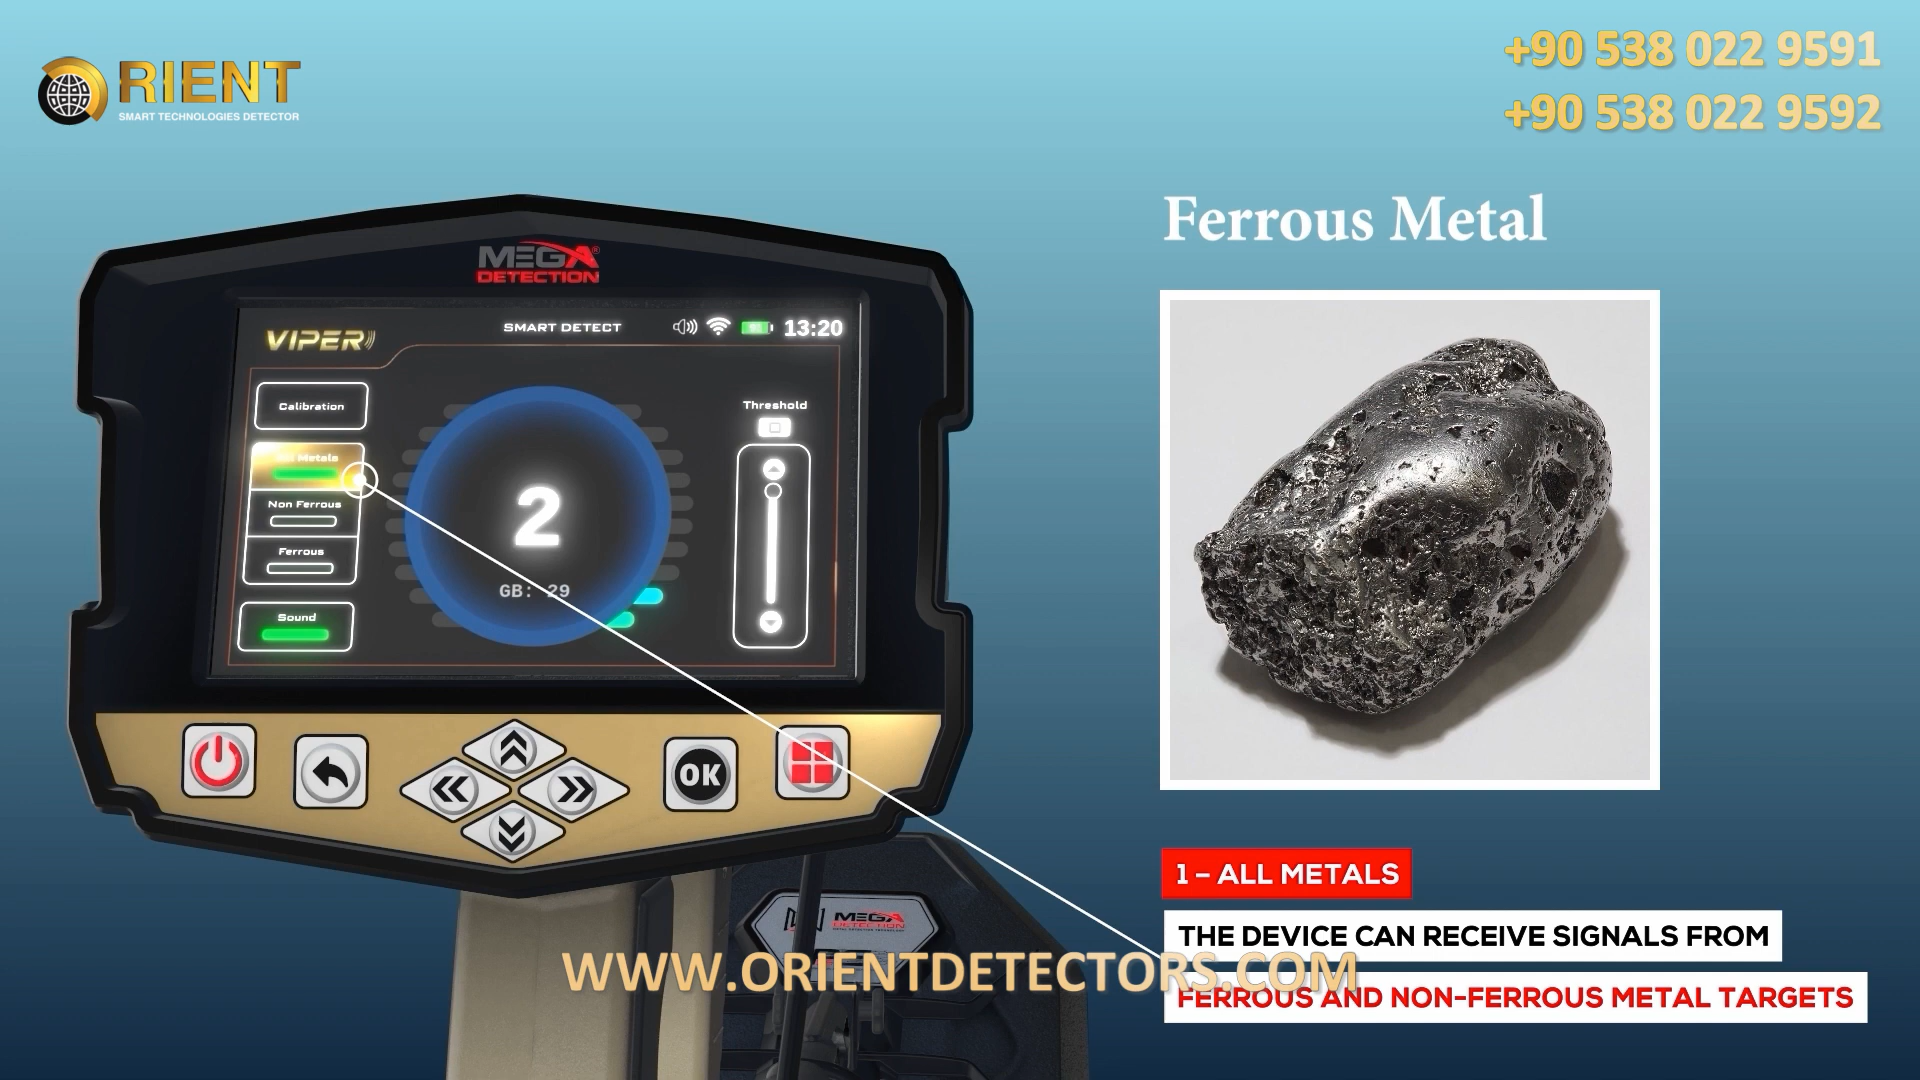 RIENT
SMART TECHNOLOGIES DETECTOR
+90 538 022 9591
+90 538 022 9592
Ferrous Metal
MEGA®
DETECTION
VIPER
SMART DETECT
13:20
Calibration
Metals
Non Ferrous
Ferrous
Sound
2
GB: 29
Threshold
OK
MEGA
DETECTION
1 – ALL METALS
THE DEVICE CAN RECEIVE SIGNALS FROM
WWW.ORIENTDETECTORS.COM
FERROUS AND NON-FERROUS METAL TARGETS